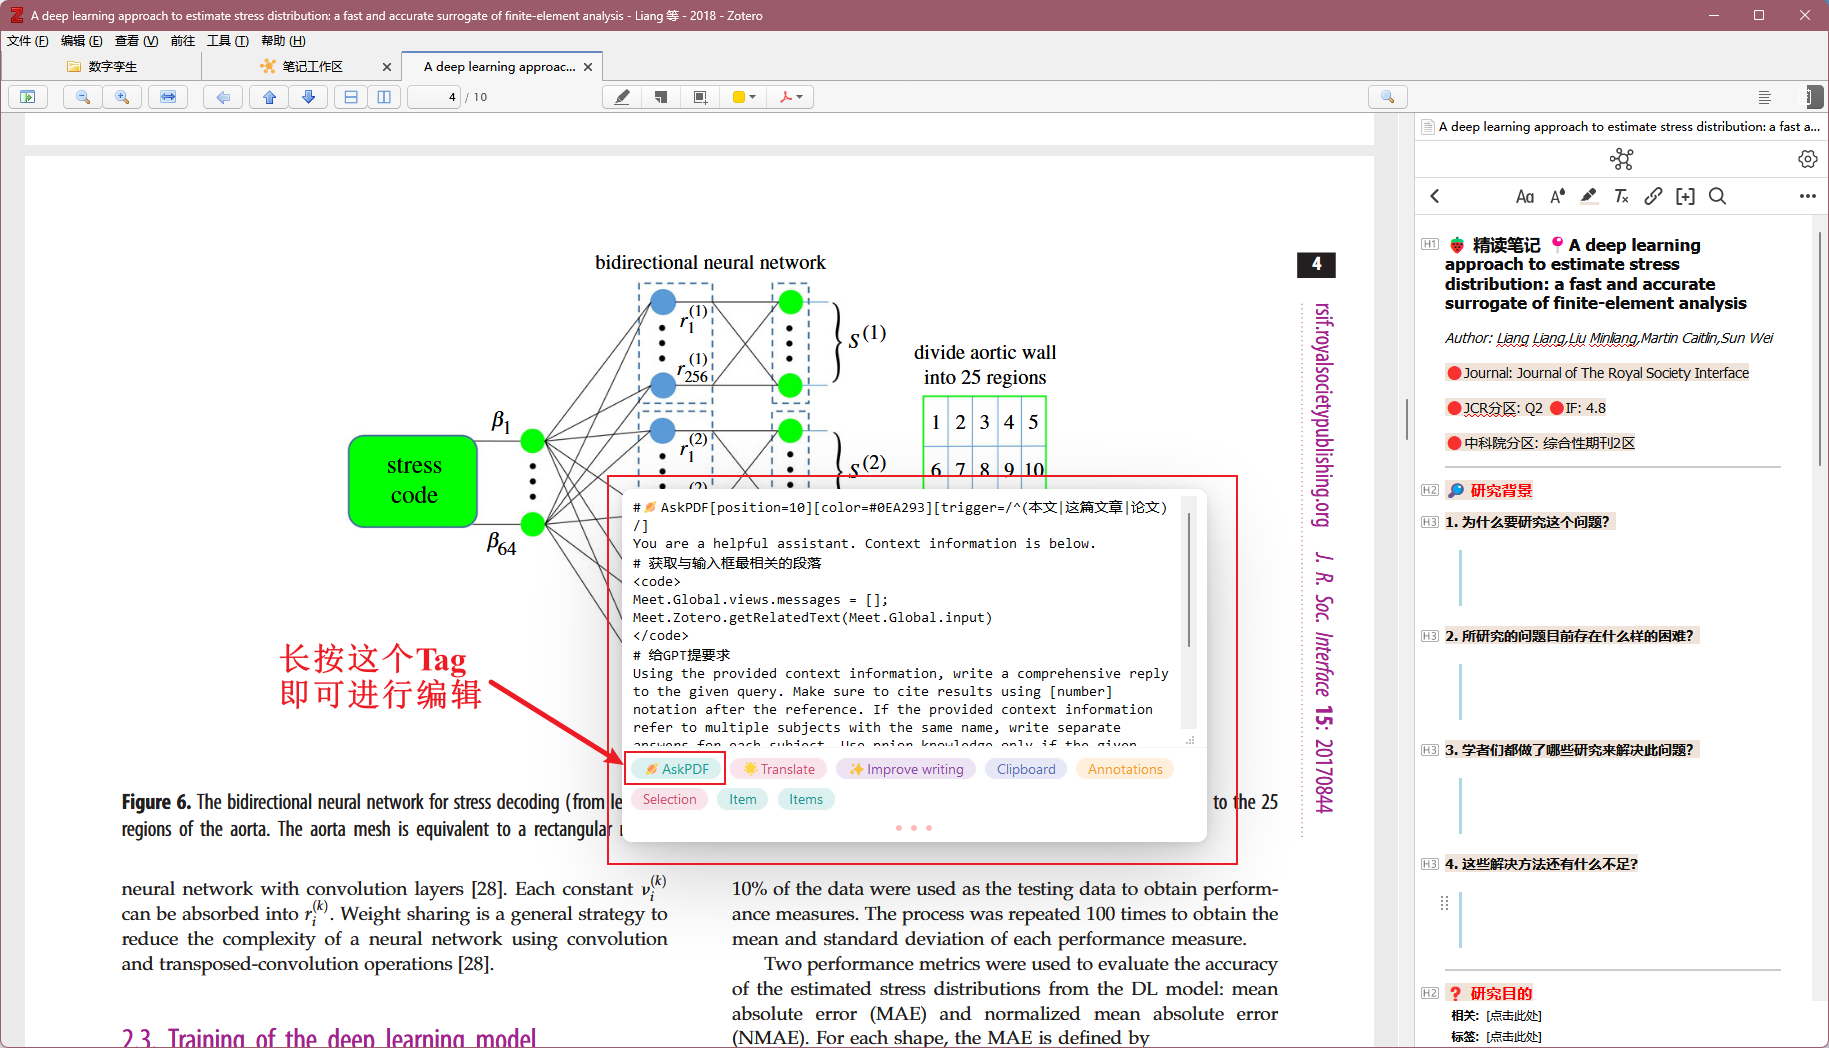 A deep learning approach to estimate stress distribution: a fast and accurate surrogate of finite-element analysis - Liang 等 - 2018 - Zotero
文件 (F) 编辑 (E) 查看 (V) 前往 工具 (T) 帮助 (H)
数字孪生
笔记工作区
A deep learning approac...
4 / 10
bidirectional neural network
r1(1)
r256(1)
S(1)
r1(2)
(2)
S(2)
β1
β64
stress
code
divide aortic wall
into 25 regions
1 2 3 4 5
6 7 8 9 10
4
rsif.royalsocietypublishing.org J. R. Soc. Interface 15: 20170844
#🪐AskPDF[position=10][color=#0EA293][trigger=/^(本文|这篇文章|论文)
/]
You are a helpful assistant. Context information is below.
# 获取与输入框最相关的段落
<code>
Meet.Global.views.messages = [];
Meet.Zotero.getRelatedText(Meet.Global.input)
</code>
# 给GPT提要求
Using the provided context information, write a comprehensive reply
to the given query. Make sure to cite results using [number]
notation after the reference. If the provided context information
refer to multiple subjects with the same name, write separate
answers for each subject. Use prior knowledge only if the given
🪐 AskPDF 🌟 Translate ✨ Improve writing Clipboard Annotations
Selection Item Items
长按这个Tag
即可进行编辑
Figure 6. The bidirectional neural network for stress decoding (from le
to the 25
regions of the aorta. The aorta mesh is equivalent to a rectangular
neural network with convolution layers [28]. Each constant νi(k)
can be absorbed into ri(k). Weight sharing is a general strategy to
reduce the complexity of a neural network using convolution
and transposed-convolution operations [28].
2.3. Training of the deep learning model
10% of the data were used as the testing data to obtain perform-
ance measures. The process was repeated 100 times to obtain the
mean and standard deviation of each performance measure.
Two performance metrics were used to evaluate the accuracy
of the estimated stress distributions from the DL model: mean
absolute error (MAE) and normalized mean absolute error
(NMAE). For each shape, the MAE is defined by
A deep learning approach to estimate stress distribution: a fast a...
Aa A Tx
H1 🍓 精读笔记 📍A deep learning
approach to estimate stress
distribution: a fast and accurate
surrogate of finite-element analysis
Author: Liang Liang,Liu Minliang,Martin Caitlin,Sun Wei
🔴Journal: Journal of The Royal Society Interface
🔴JCR分区: Q2 🔴IF: 4.8
🔴中科院分区: 综合性期刊2区
H2 🔎 研究背景
H3 1. 为什么要研究这个问题？
H3 2. 所研究的问题目前存在什么样的困难？
H3 3. 学者们都做了哪些研究来解决此问题？
H3 4. 这些解决方法还有什么不足？
H2 ❓ 研究目的
相关: [点击此处]
标签: [点击此处]